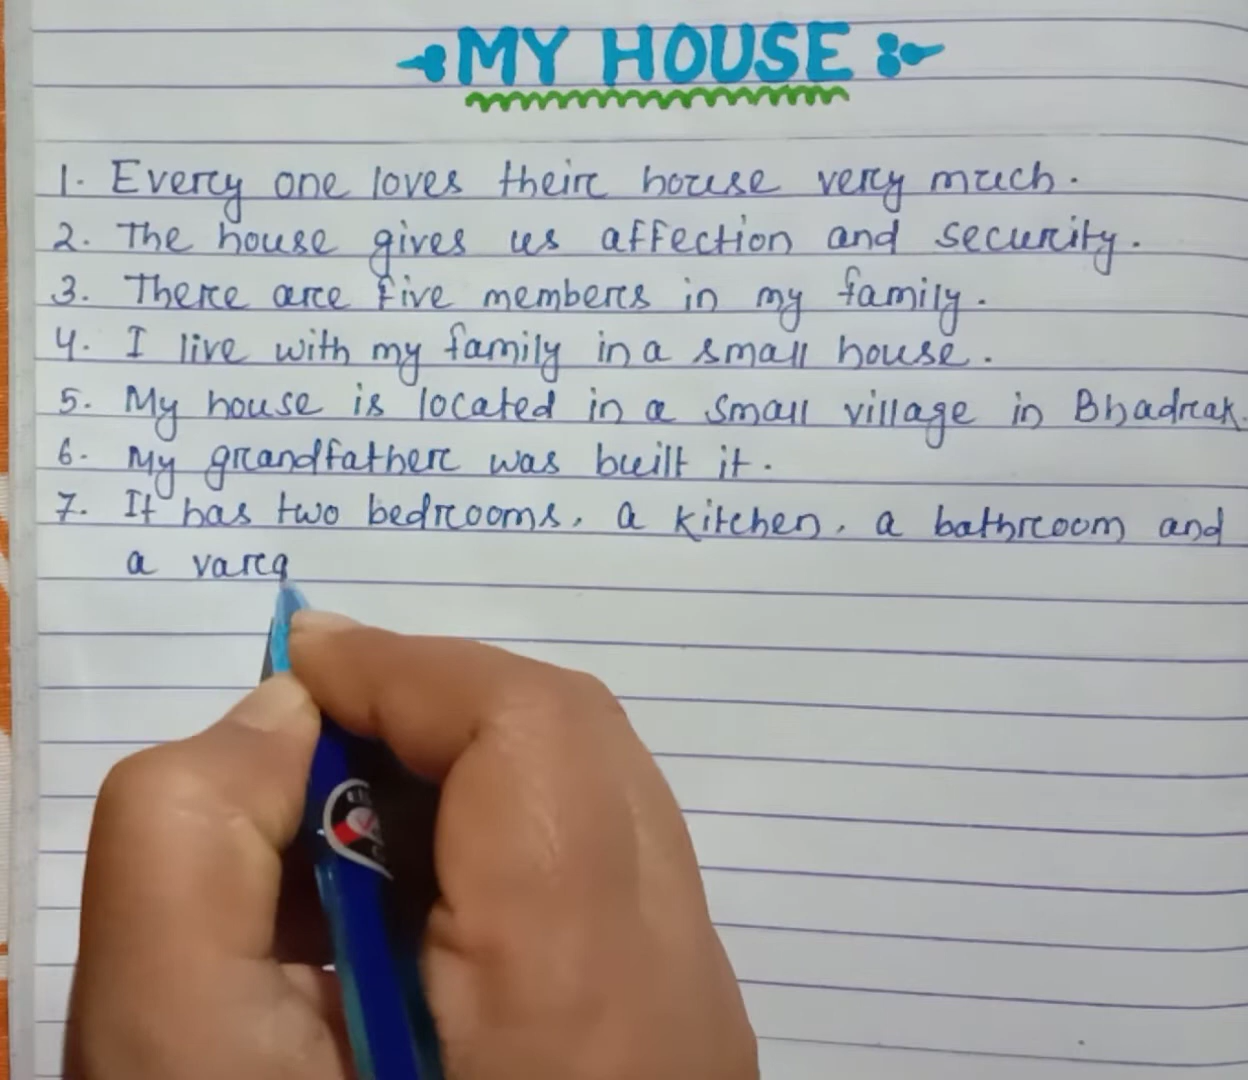 MY HOUSE
1. Every one loves their house very much.
2. The house gives us affection and security.
3. There are five members in my family.
4. I live with my family in a small house.
5. My house is located in a small village in Bhadrak.
6. My grandfather was built it.
7. It has two bedrooms, a kitchen, a bathroom and
a vara